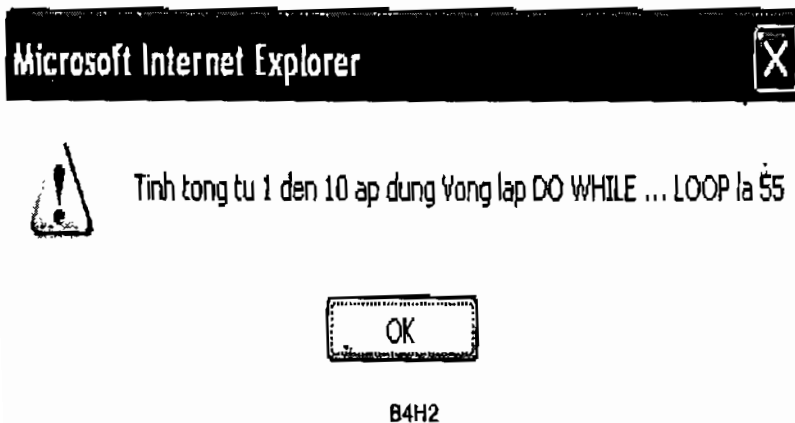 Microsoft Internet Explorer
X
Tinh tong tu 1 den 10 ap dung Vong lap DO WHILE ... LOOP la 55
OK
B4H2